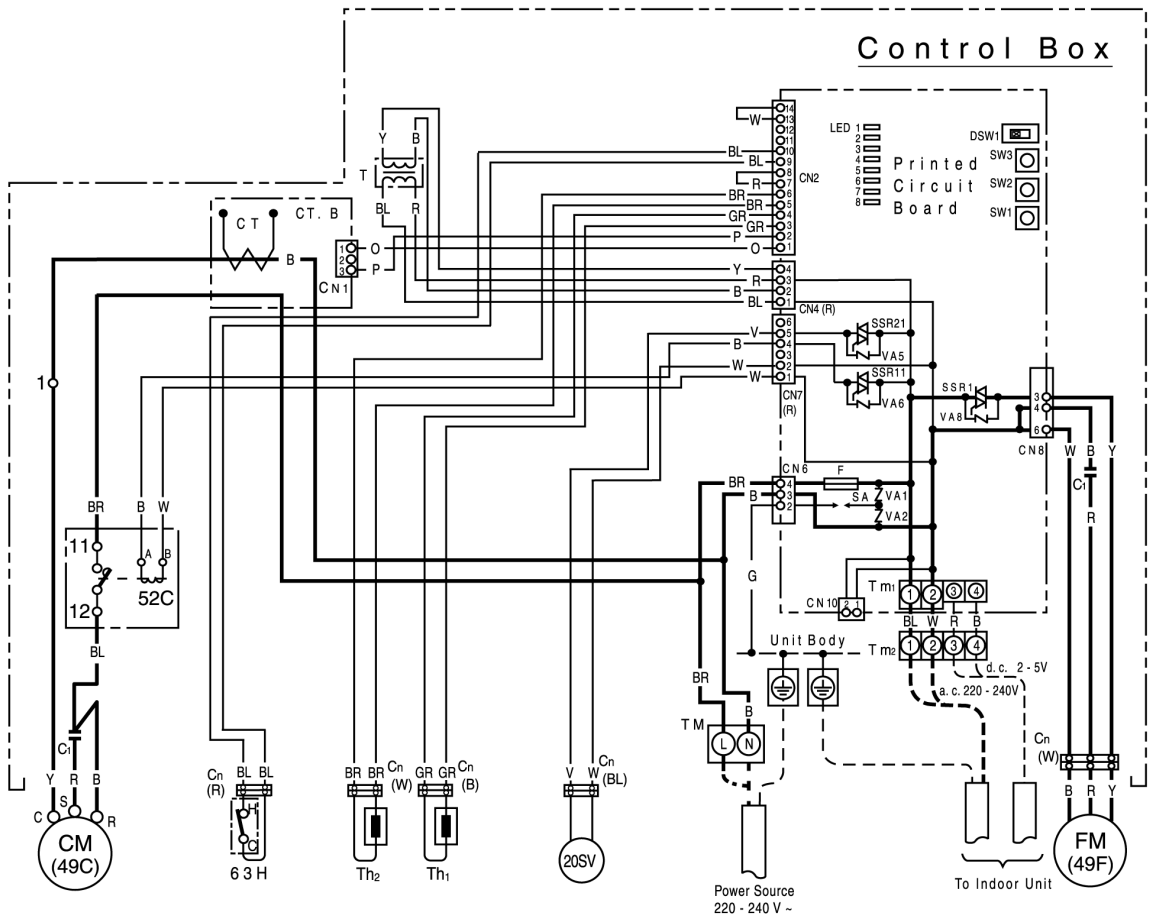 Control Box
14
W 13
12
11
BL 10
BL 9
8
R 7
BR 6
BR 5
GR 4
GR 3
P 2
O 1
CN2
LED 1
2
3
4
5
6
7
8
Printed
Circuit
Board
DSW1
SW3
SW2
SW1
Y B
T
BL R
CT. B
CT
B
1 O
2
3 P
CN1
Y 4
R 3
B 2
BL 1
CN4 (R)
6
V 5
B 4
3
W 2
W 1
CN7
(R)
SSR21
VA5
SSR11
VA6
SSR1
VA8
3
4
6
CN8
W B Y
C1
R
1
CN6
BR 4
B 3
2
F
SA VA1
VA2
BR B W
11 A B
52C
12
BL
G
CN10 2 1
Tm1 1 2 3 4
BL W R B
Unit Body
Tm2 1 2 3 4
d.c. 2 - 5V
a.c. 220 - 240V
BR
B
TM
L N
C1
Y R B
C S R
CM
(49C)
Cn
(R)
BL BL
H
C
63H
BR BR
Cn
(W)
Th2
GR GR
Cn
(B)
Th1
V W
Cn
(BL)
20SV
Power Source
220 - 240 V ~
To Indoor Unit
Cn
(W)
B R Y
FM
(49F)